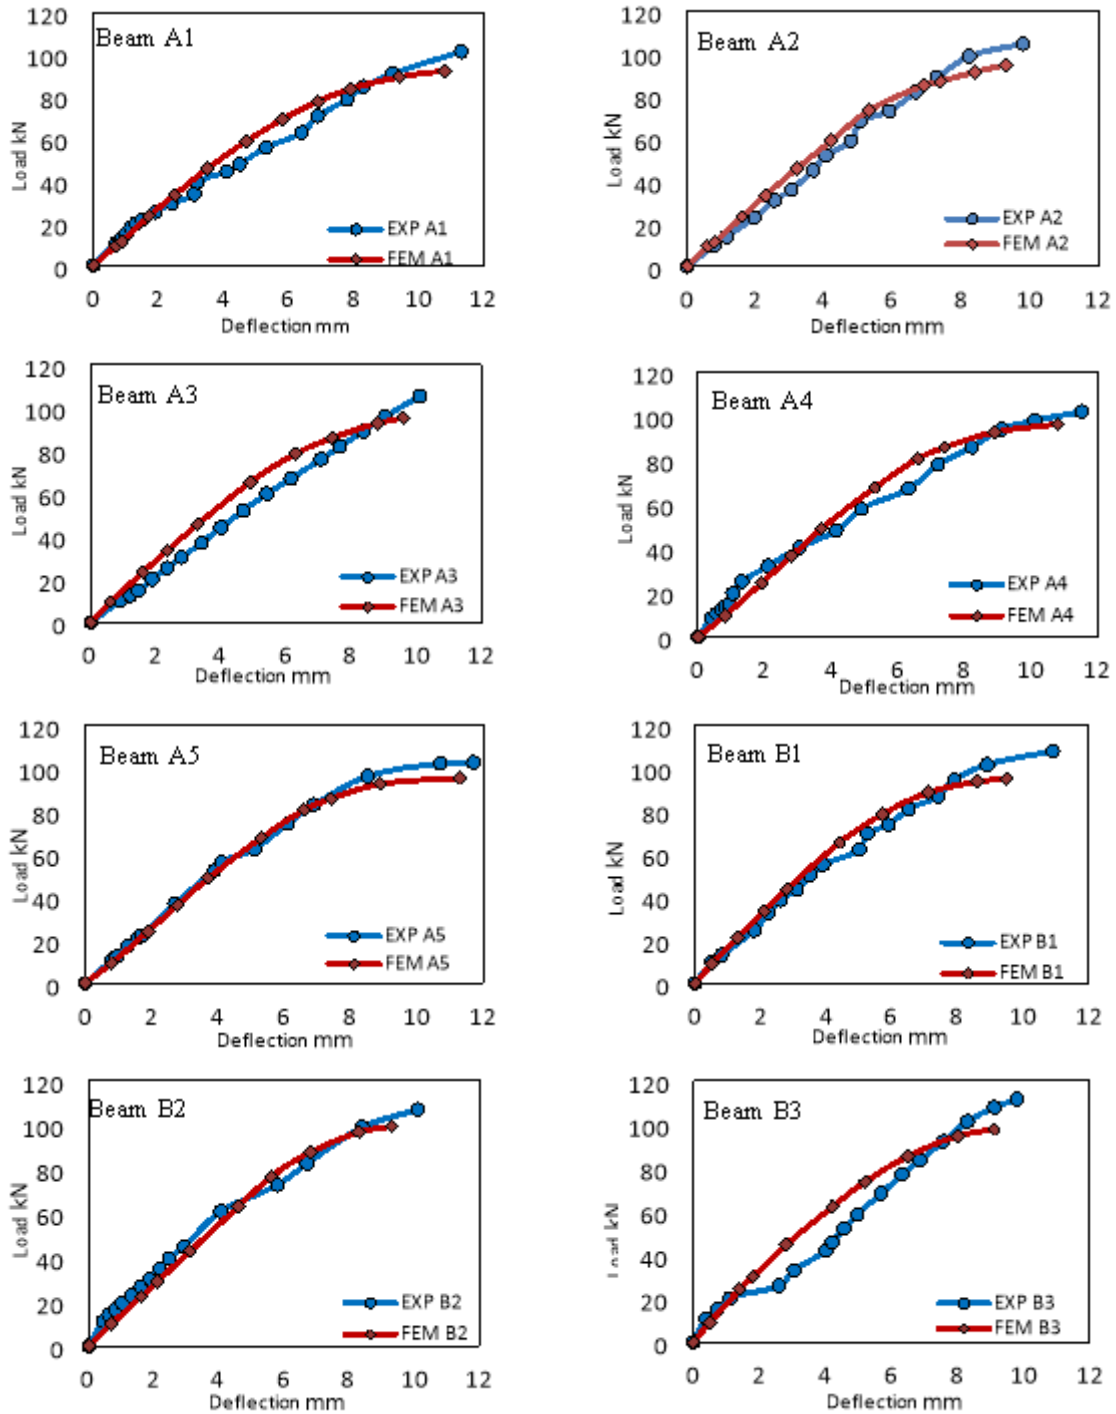 Beam A1
120
100
80
60
40
20
0
Load kN
EXP A1
FEM A1
0 2 4 6 8 10 12
Deflection mm
Beam A2
120
100
80
60
40
20
0
Load kN
EXP A2
FEM A2
0 2 4 6 8 10 12
Deflection mm
Beam A3
120
100
80
60
40
20
0
Load kN
EXP A3
FEM A3
0 2 4 6 8 10 12
Deflection mm
Beam A4
120
100
80
60
40
20
0
Load kN
EXP A4
FEM A4
0 2 4 6 8 10 12
Deflection mm
Beam A5
120
100
80
60
40
20
0
Load kN
EXP A5
FEM A5
0 2 4 6 8 10 12
Deflection mm
Beam B1
120
100
80
60
40
20
0
Load kN
EXP B1
FEM B1
0 2 4 6 8 10 12
Deflection mm
Beam B2
120
100
80
60
40
20
0
Load kN
EXP B2
FEM B2
0 2 4 6 8 10 12
Deflection mm
Beam B3
120
100
80
60
40
20
0
Load kN
EXP B3
FEM B3
0 2 4 6 8 10 12
Deflection mm